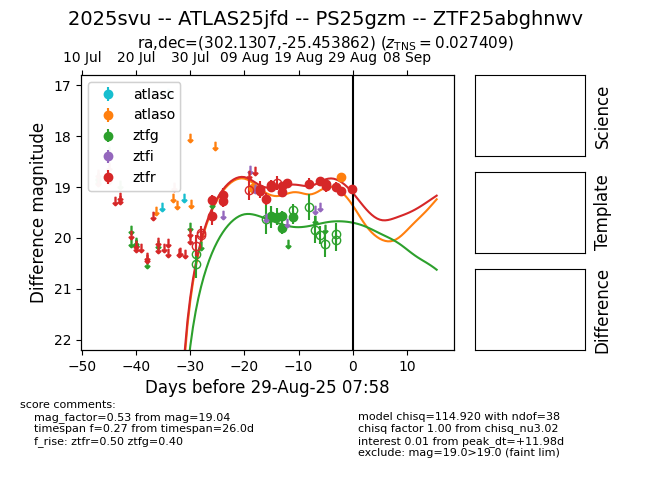 2025svu -- ATLAS25jfd -- PS25gzm -- ZTF25abghnwv
ra,dec=(302.1307,-25.453862) (z_TNS = 0.027409)
10 Jul 20 Jul 30 Jul 09 Aug 19 Aug 29 Aug 08 Sep
17
18
19
20
21
22
Difference magnitude
atlasc
atlaso
ztfg
ztfi
ztfr
−50 −40 −30 −20 −10 0 10
Days before 29-Aug-25 07:58
Science
Template
Difference
score comments:
mag_factor=0.53 from mag=19.04
timespan f=0.27 from timespan=26.0d
f_rise: ztfr=0.50 ztfg=0.40
model chisq=114.920 with ndof=38
chisq factor 1.00 from chisq_nu3.02
interest 0.01 from peak_dt=+11.98d
exclude: mag=19.0>19.0 (faint lim)